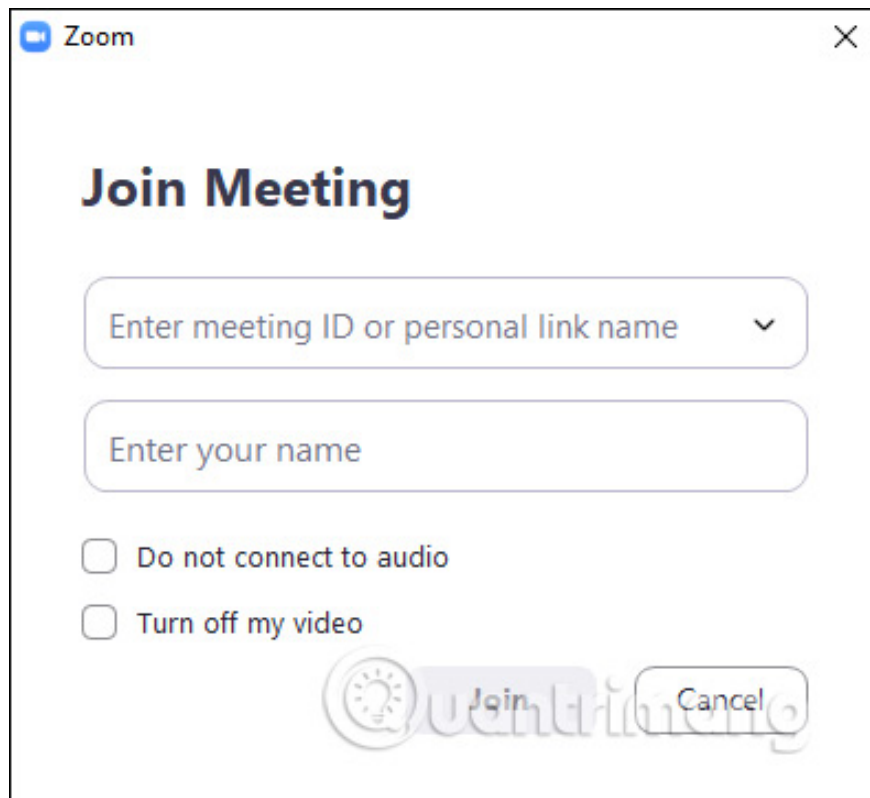 Zoom
Join Meeting
Enter meeting ID or personal link name
Enter your name
Do not connect to audio
Turn off my video
Join Cancel
Quantrimang